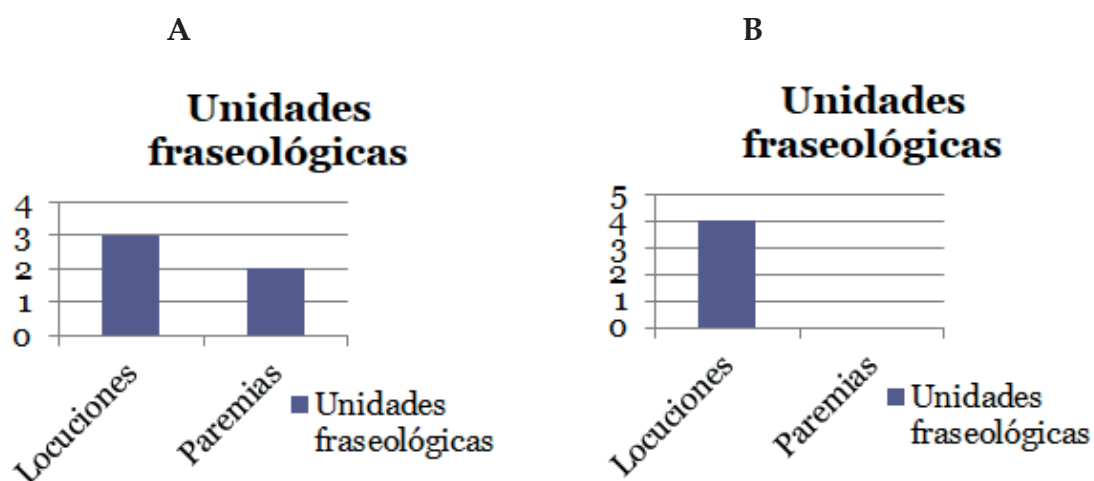 A
Unidades
fraseológicas
4
3
2
1
0
Locuciones
Paremias
Unidades
fraseológicas
B
Unidades
fraseológicas
5
4
3
2
1
0
Locuciones
Paremias
Unidades
fraseológicas